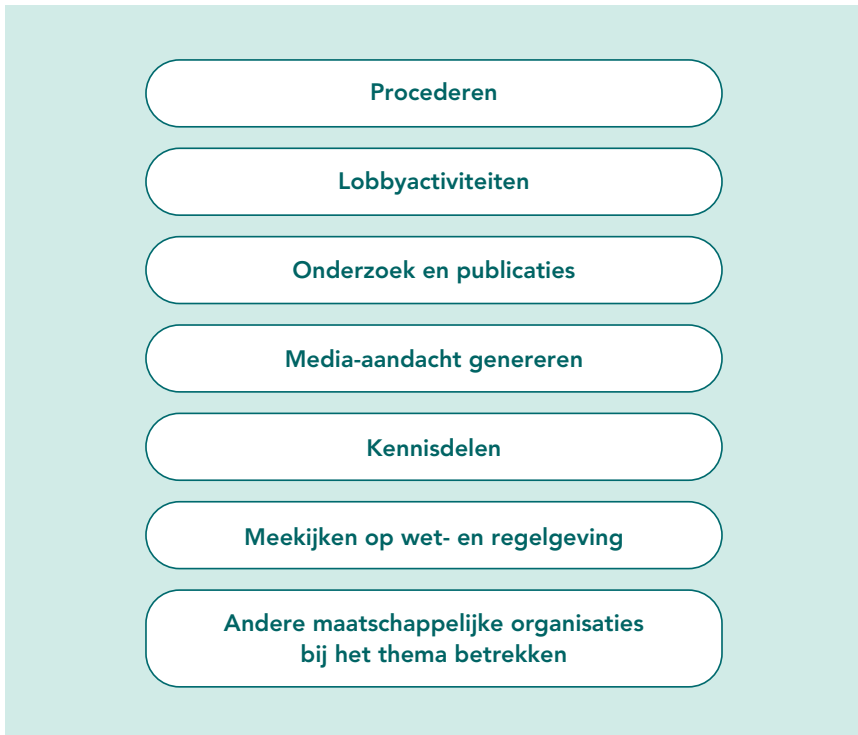 Procederen
Lobbyactiviteiten
Onderzoek en publicaties
Media-aandacht genereren
Kennisdelen
Meekijken op wet- en regelgeving
Andere maatschappelijke organisaties
bij het thema betrekken